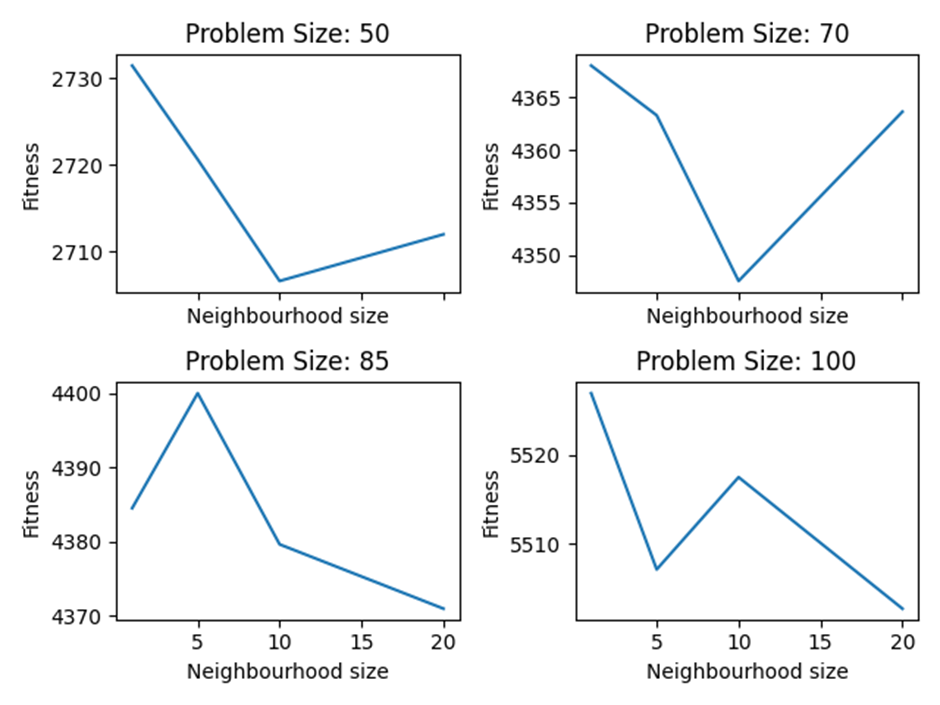 Problem Size: 50
Fitness
2730
2720
2710
Neighbourhood size
Problem Size: 70
Fitness
4365
4360
4355
4350
Neighbourhood size
Problem Size: 85
Fitness
4400
4390
4380
4370
5 10 15 20
Neighbourhood size
Problem Size: 100
Fitness
5520
5510
5 10 15 20
Neighbourhood size